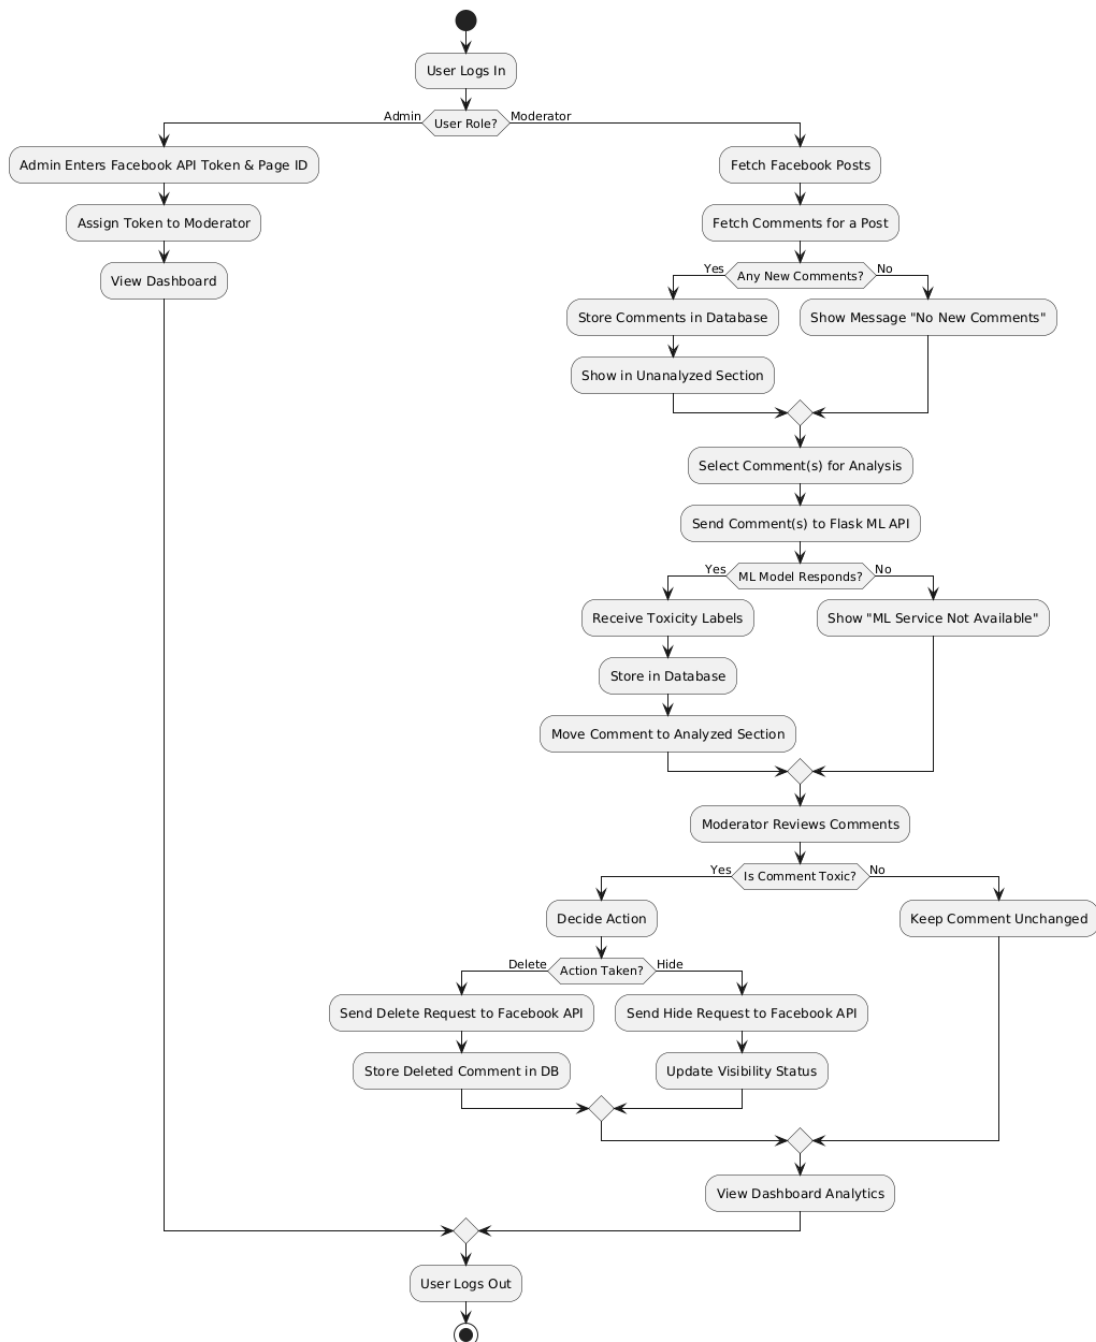 User Logs In
Admin
User Role?
Moderator
Admin Enters Facebook API Token & Page ID
Assign Token to Moderator
View Dashboard
Fetch Facebook Posts
Fetch Comments for a Post
Yes
Any New Comments?
No
Store Comments in Database
Show Message "No New Comments"
Show in Unanalyzed Section
Select Comment(s) for Analysis
Send Comment(s) to Flask ML API
Yes
ML Model Responds?
No
Receive Toxicity Labels
Show "ML Service Not Available"
Store in Database
Move Comment to Analyzed Section
Moderator Reviews Comments
Yes
Is Comment Toxic?
No
Decide Action
Keep Comment Unchanged
Delete
Action Taken?
Hide
Send Delete Request to Facebook API
Send Hide Request to Facebook API
Store Deleted Comment in DB
Update Visibility Status
View Dashboard Analytics
User Logs Out